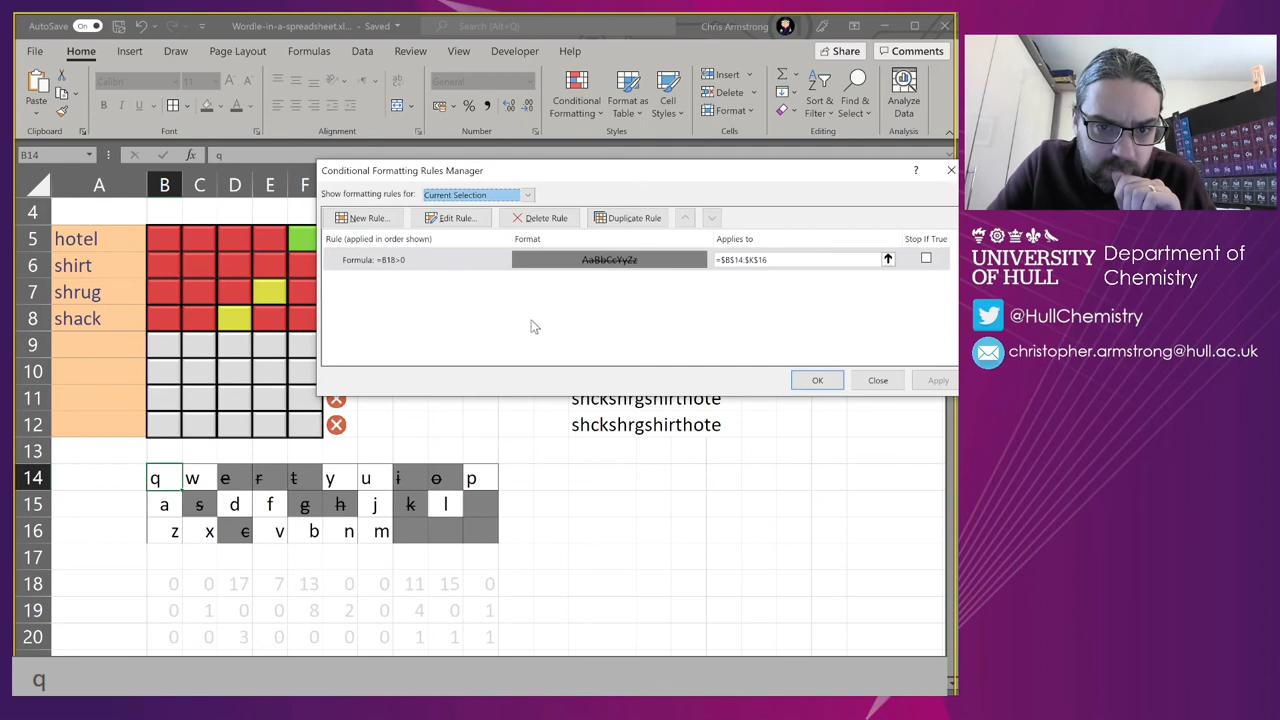 AutoSave On Wordle-in-a-spreadsheet.xl... - Saved Search (Alt+Q) Chris Armstrong
File Home Insert Draw Page Layout Formulas Data Review View Developer Help Share Comments
Calibri 11 General
Paste B I U Conditional Formatting Format as Table Cell Styles Insert Delete Format Sort & Filter Find & Select Analyze Data
Clipboard Font Alignment Number Styles Cells Editing Analysis
B14 fx q
A B C D E F
Conditional Formatting Rules Manager ?
Show formatting rules for: Current Selection
New Rule... Edit Rule... Delete Rule Duplicate Rule
Rule (applied in order shown) Format Applies to Stop If True
Formula: =B18>0 AaBbCcYyZz =$B$14:$K$16
OK Close Apply
4
5 hotel
6 shirt
7 shrug
8 shack
9
10
11 shckshrgshirthote
12 shckshrgshirthote
13
14 q w e r t y u i o p
15 a s d f g h j k l
16 z x c v b n m
17
18 0 0 17 7 13 0 0 11 15 0
19 0 1 0 0 8 2 0 4 0 1
20 0 0 3 0 0 0 0 1 1 1
q
UNIVERSITY OF HULL
Department of Chemistry
@HullChemistry
christopher.armstrong@hull.ac.uk